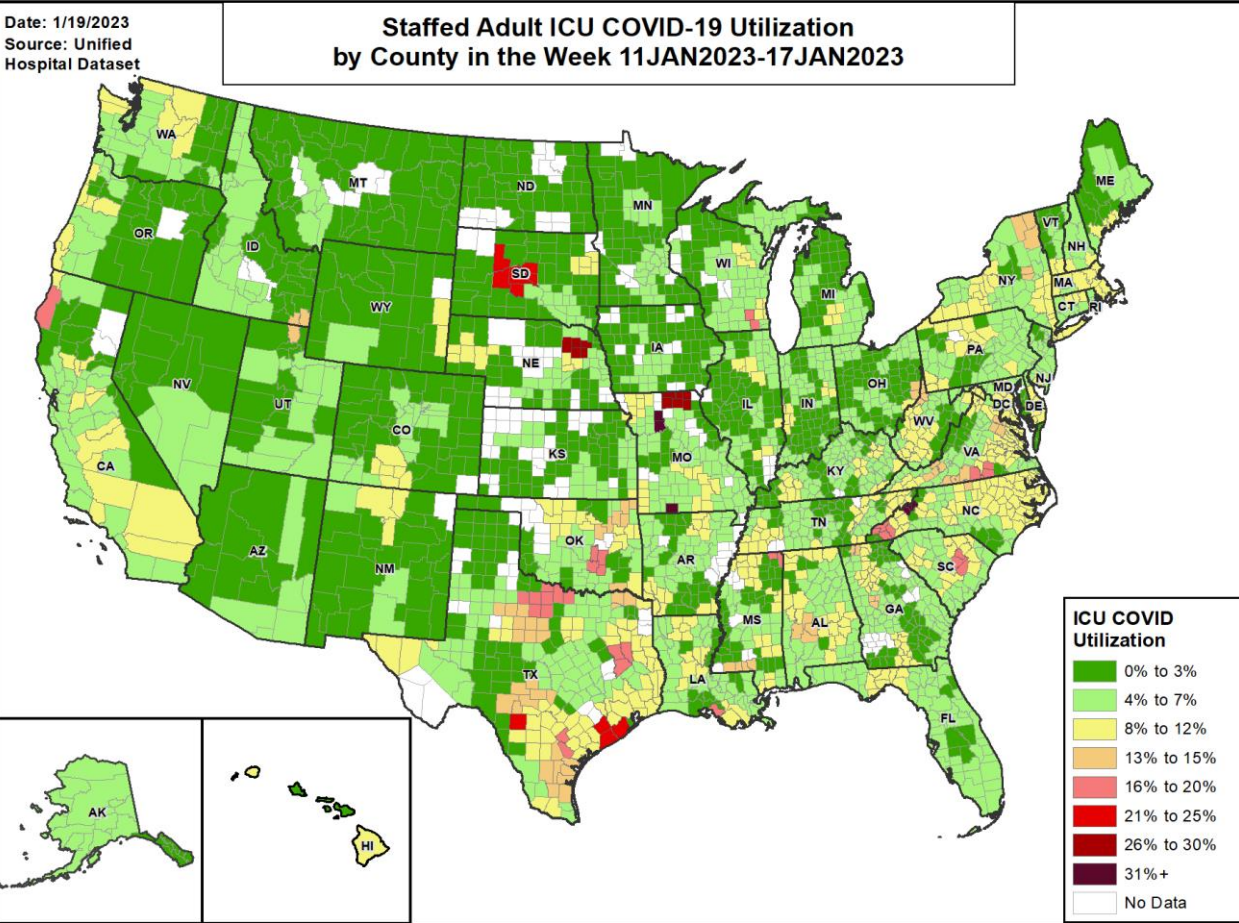 Date: 1/19/2023
Source: Unified
Hospital Dataset
Staffed Adult ICU COVID-19 Utilization
by County in the Week 11JAN2023-17JAN2023
WA
MT
ND
MN
ME
OR
ID
SD
WI
MI
VT
NH
NY
MA
CT
RI
WY
IA
NE
PA
NJ
NV
UT
CO
IL
IN
OH
MD
DC
DE
WV
VA
CA
KS
MO
KY
AZ
NM
OK
AR
TN
NC
SC
MS
AL
GA
TX
LA
FL
AK
HI
ICU COVID
Utilization
0% to 3%
4% to 7%
8% to 12%
13% to 15%
16% to 20%
21% to 25%
26% to 30%
31%+
No Data